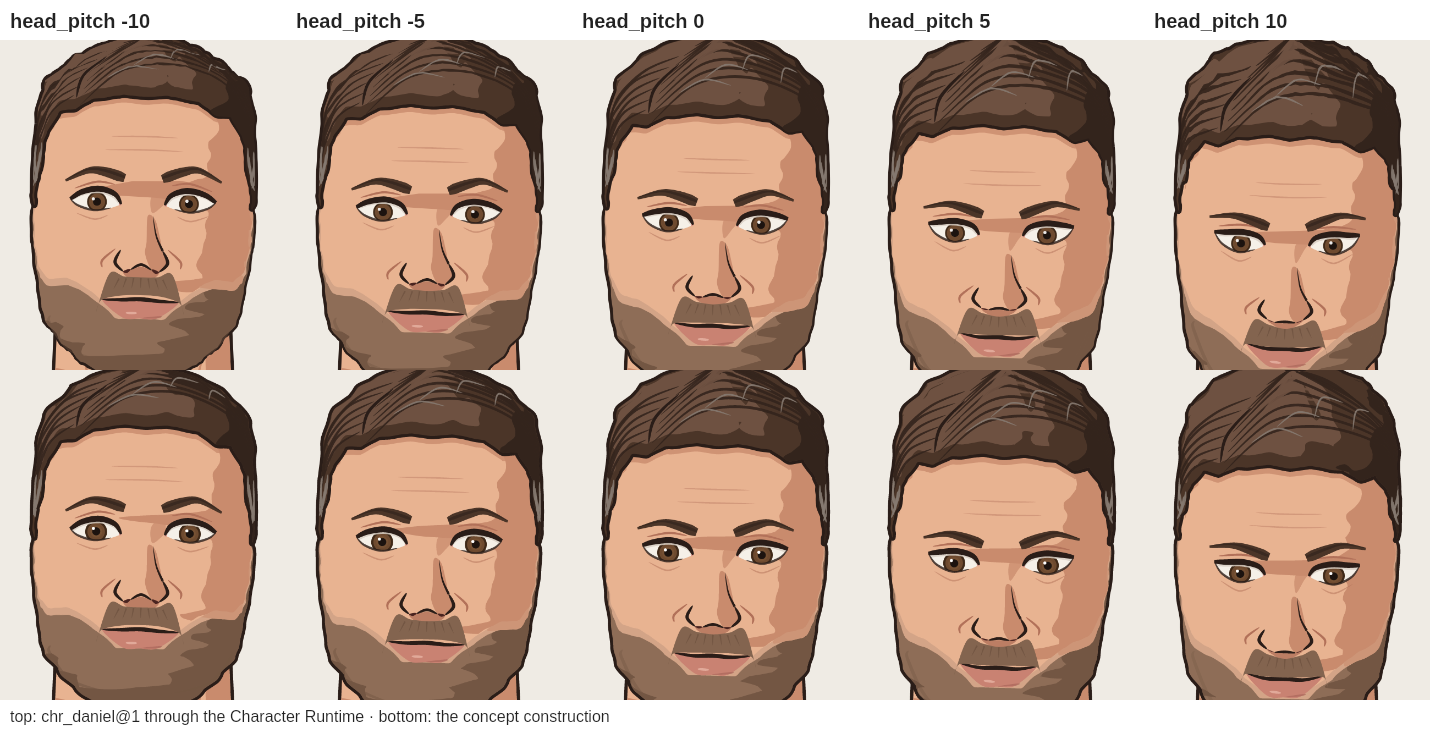 head_pitch -10 head_pitch -5 head_pitch 0 head_pitch 5 head_pitch 10
top: chr_daniel@1 through the Character Runtime · bottom: the concept construction